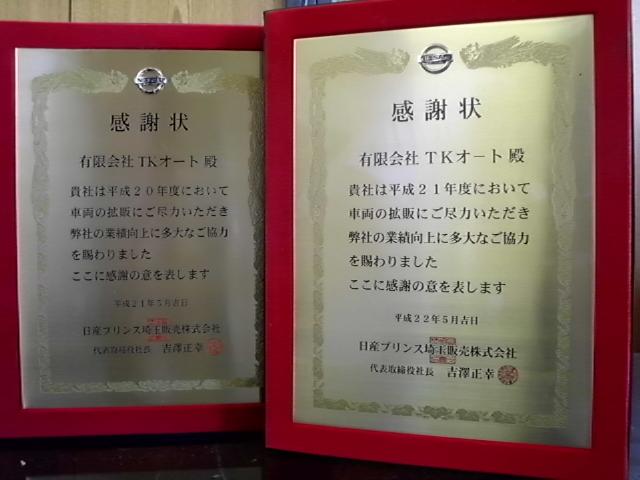 感謝状
有限会社 TKオート 殿
貴社は平成20年度において
車両の拡販にご尽力いただき
弊社の業績向上に多大なご協力
を賜わりました
ここに感謝の意を表します
平成21年5月吉日
日産プリンス埼玉販売株式会社
代表取締役社長 吉澤正幸
感謝状
有限会社 TKオート 殿
貴社は平成21年度において
車両の拡販にご尽力いただき
弊社の業績向上に多大なご協力
を賜わりました
ここに感謝の意を表します
平成22年5月吉日
日産プリンス埼玉販売株式会社
代表取締役社長 吉澤正幸